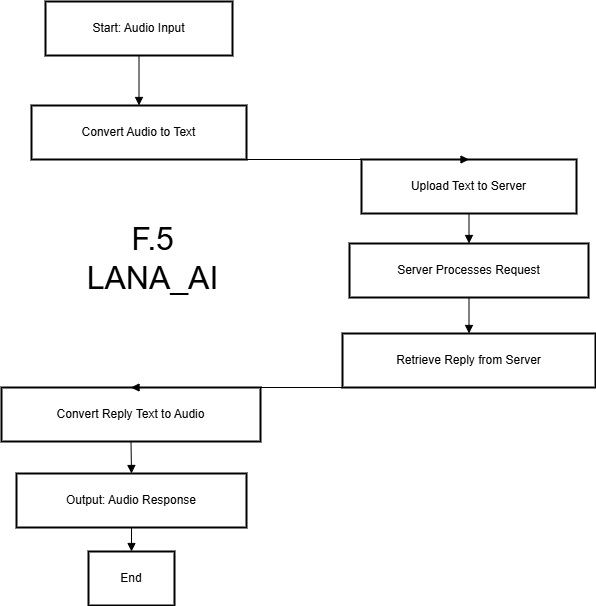 Start: Audio Input
Convert Audio to Text
Upload Text to Server
F.5
LANA_AI
Server Processes Request
Retrieve Reply from Server
Convert Reply Text to Audio
Output: Audio Response
End